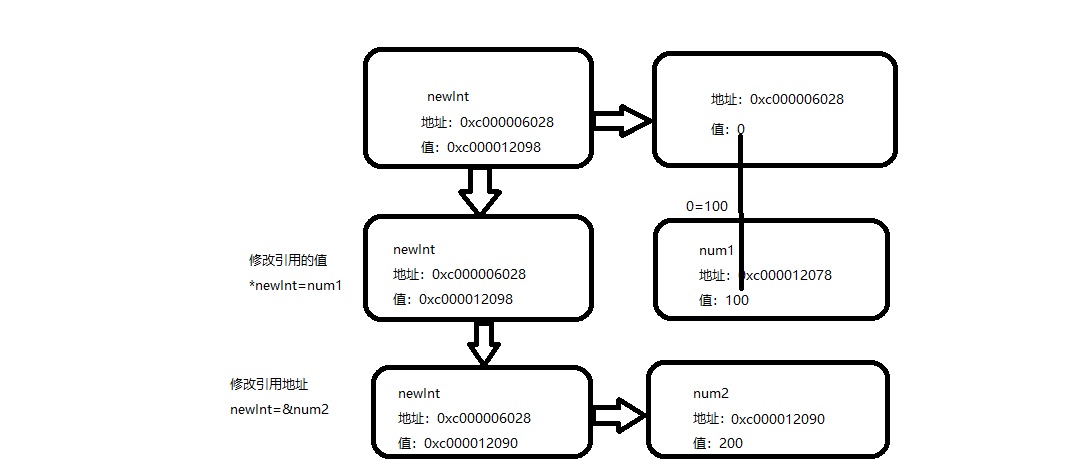 newInt
地址：0xc000006028
值：0xc000012098
地址：0xc000006028
值：0
0=100
修改引用的值
*newInt=num1
newInt
地址：0xc000006028
值：0xc000012098
num1
地址：0xc000012078
值：100
修改引用地址
newInt=&num2
newInt
地址：0xc000006028
值：0xc000012090
num2
地址：0xc000012090
值：200